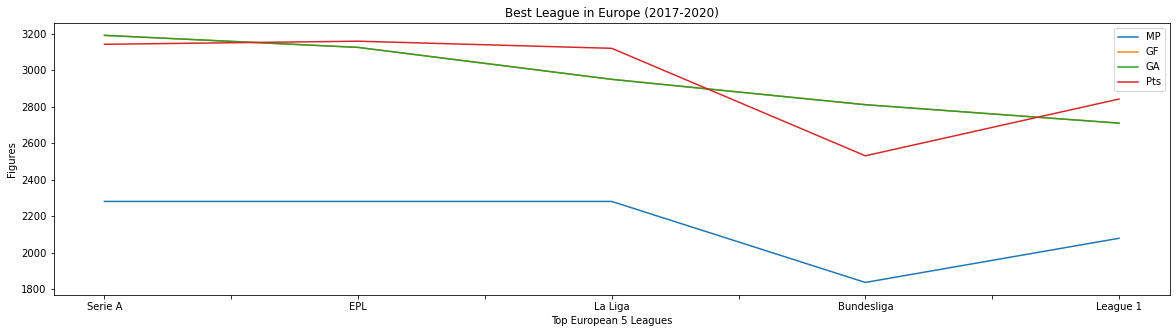 Best League in Europe (2017-2020)
MP
GF
GA
Pts
Figures
3200
3000
2800
2600
2400
2200
2000
1800
Serie A
EPL
La Liga
Bundesliga
League 1
Top European 5 Leagues